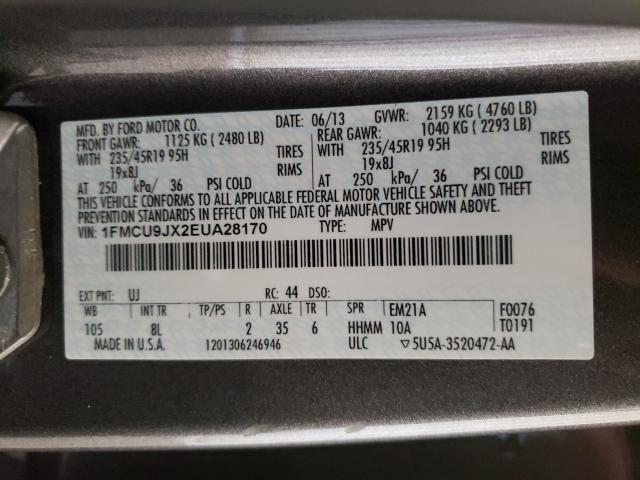 MFD. BY FORD MOTOR CO.
DATE: 06/13 GVWR: 2159 KG ( 4760 LB)
FRONT GAWR: 1125 KG ( 2480 LB)
REAR GAWR: 1040 KG ( 2293 LB)
WITH 235/45R19 95H TIRES
WITH 235/45R19 95H TIRES
19x8J RIMS
19x8J RIMS
AT 250 kPa/ 36 PSI COLD
AT 250 kPa/ 36 PSI COLD
THIS VEHICLE CONFORMS TO ALL APPLICABLE FEDERAL MOTOR VEHICLE SAFETY AND THEFT
PREVENTION STANDARDS IN EFFECT ON THE DATE OF MANUFACTURE SHOWN ABOVE.
VIN: 1FMCU9JX2EUA28170 TYPE: MPV
EXT PNT: UJ RC: 44 DSO:
WB INT TR TP/PS R AXLE TR SPR EM21A F0076
105 8L 2 35 6 HHMM 10A T0191
MADE IN U.S.A. 1201306246946 ULC ▽5U5A-3520472-AA